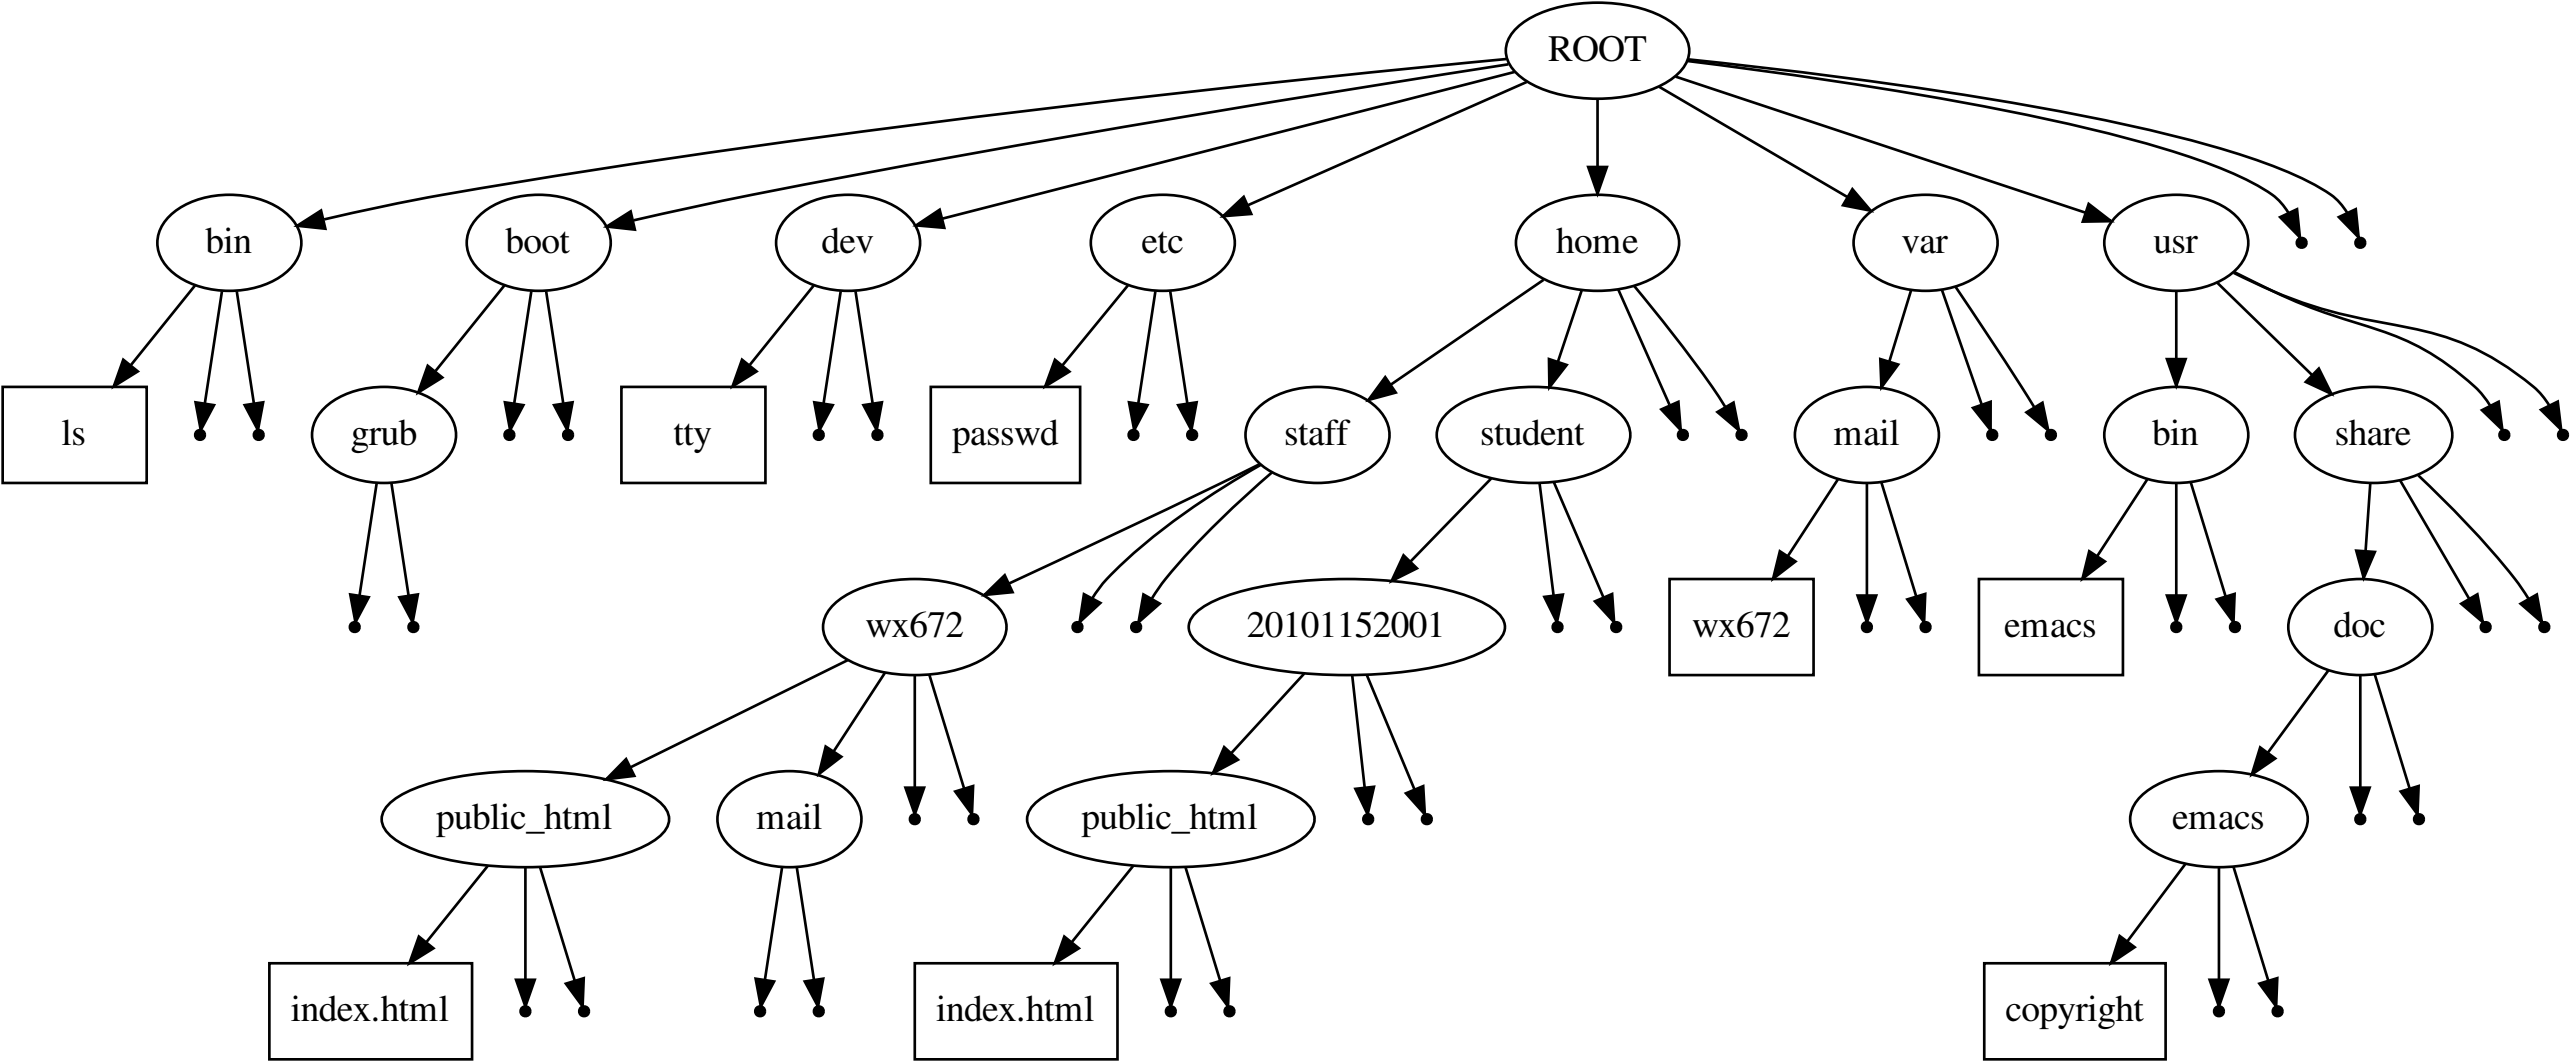 ROOT
bin
boot
dev
etc
home
var
usr
ls
grub
tty
passwd
staff
student
mail
bin
share
wx672
20101152001
wx672
emacs
doc
public_html
mail
public_html
emacs
index.html
index.html
copyright